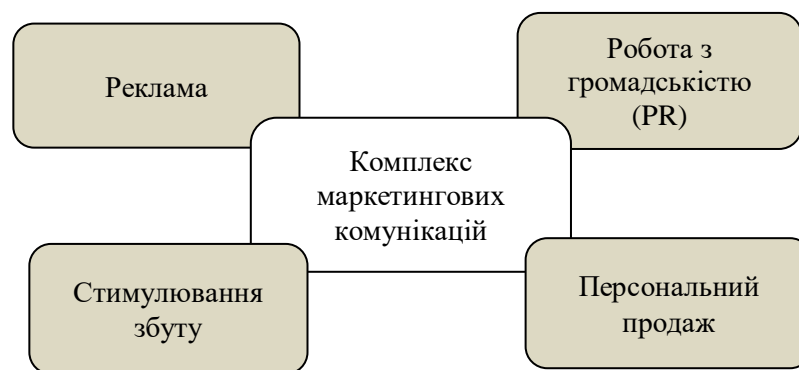 Реклама
Робота з
громадськістю
(PR)
Комплекс
маркетингових
комунікацій
Стимулювання
збуту
Персональний
продаж